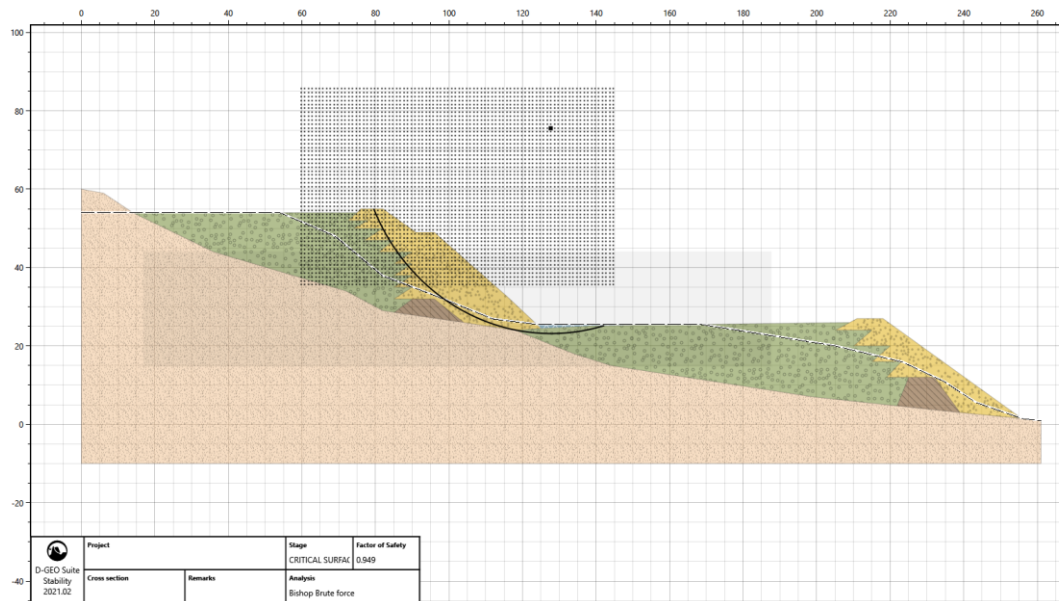 0 20 40 60 80 100 120 140 160 180 200 220 240 260
100
80
60
40
20
0
-20
-40
D-GEO Suite
Stability
2021.02
Project
Stage
CRITICAL SURFAC
Factor of Safety
0.949
Cross section
Remarks
Analysis
Bishop Brute force